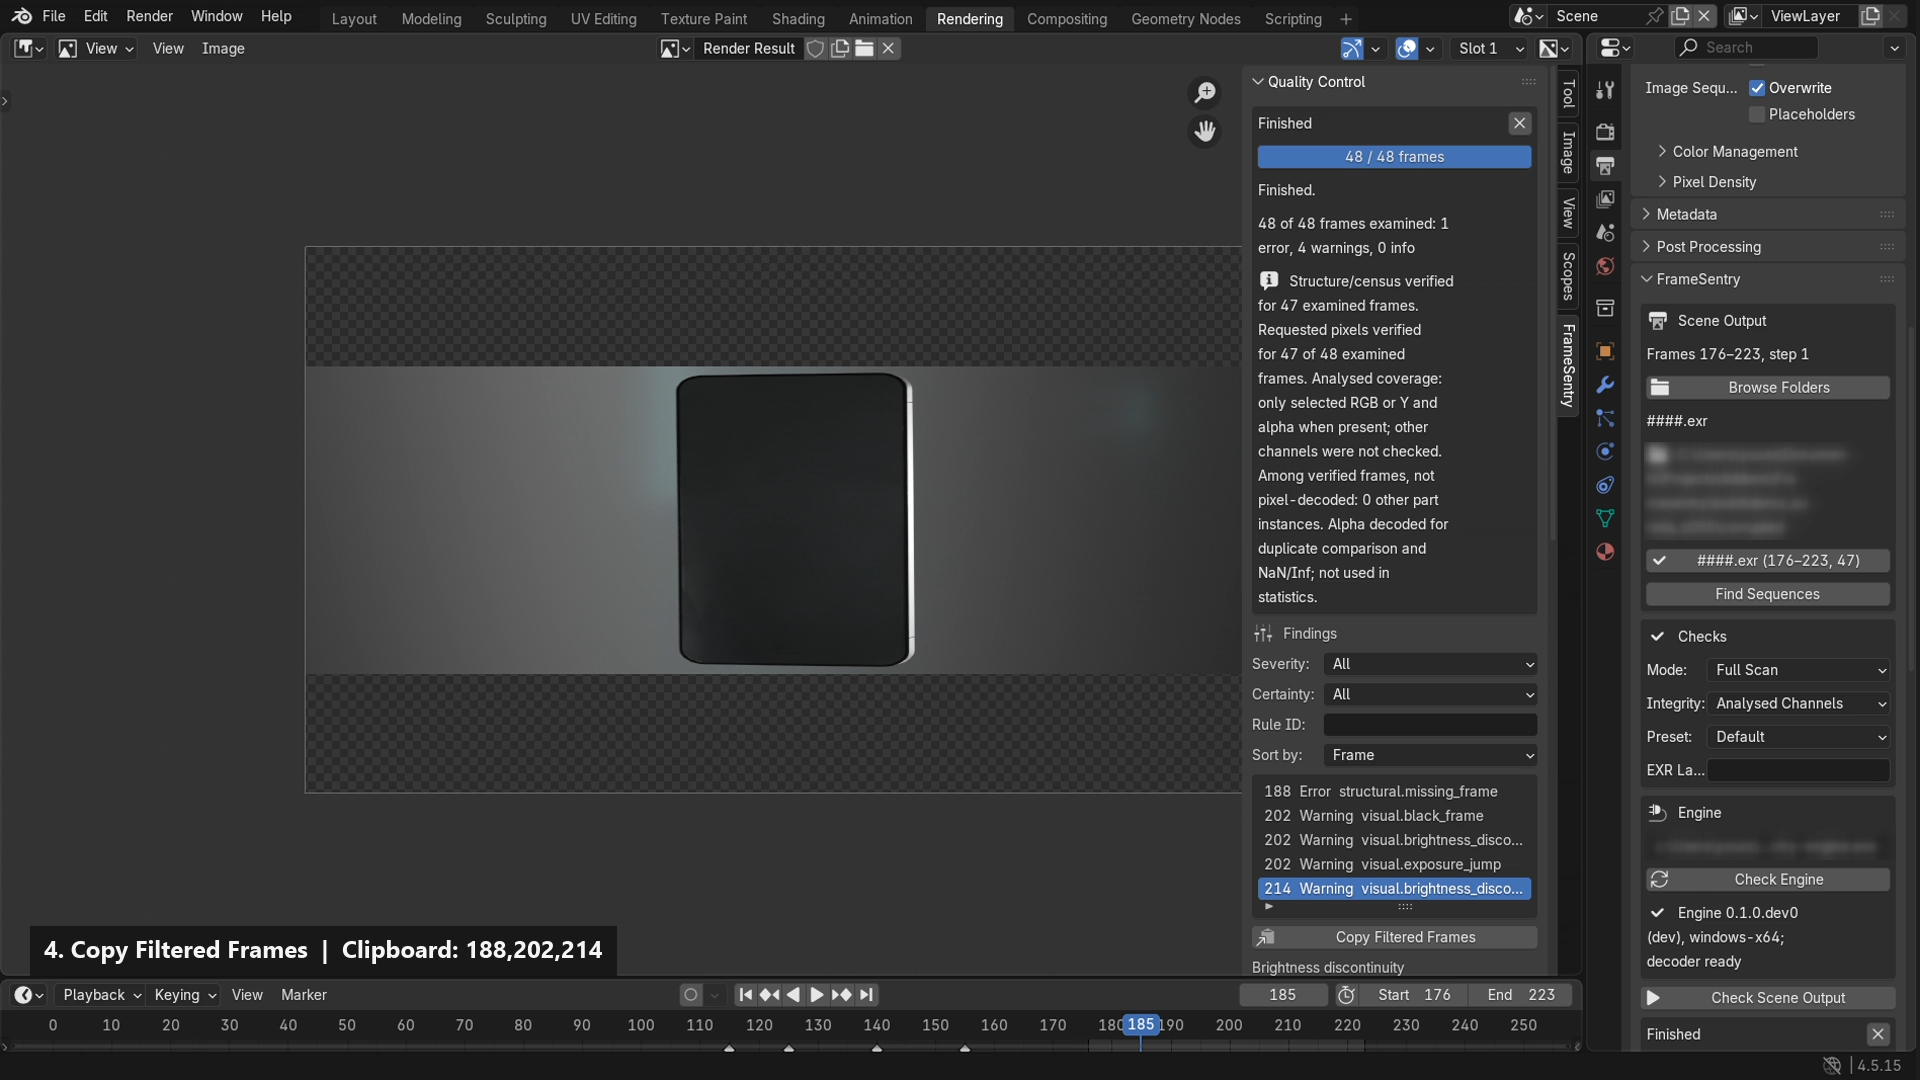 File Edit Render Window Help
Layout Modeling Sculpting UV Editing Texture Paint Shading Animation Rendering Compositing Geometry Nodes Scripting +
Scene
ViewLayer
View View Image
Render Result
Slot 1
Search
Quality Control
Finished
48 / 48 frames
Finished.
48 of 48 frames examined: 1
error, 4 warnings, 0 info
Structure/census verified
for 47 examined frames.
Requested pixels verified
for 47 of 48 examined
frames. Analysed coverage:
only selected RGB or Y and
alpha when present; other
channels were not checked.
Among verified frames, not
pixel-decoded: 0 other part
instances. Alpha decoded for
duplicate comparison and
NaN/Inf; not used in
statistics.
Findings
Severity: All
Certainty: All
Rule ID:
Sort by: Frame
188 Error structural.missing_frame
202 Warning visual.black_frame
202 Warning visual.brightness_disco...
202 Warning visual.exposure_jump
214 Warning visual.brightness_disco...
Copy Filtered Frames
Brightness discontinuity
Tool
Image
View
Scopes
FrameSentry
Image Sequ... Overwrite
Placeholders
Color Management
Pixel Density
Metadata
Post Processing
FrameSentry
Scene Output
Frames 176–223, step 1
Browse Folders
####.exr
####.exr (176–223, 47)
Find Sequences
Checks
Mode: Full Scan
Integrity: Analysed Channels
Preset: Default
EXR La...
Engine
Check Engine
Engine 0.1.0.dev0
(dev), windows-x64;
decoder ready
Check Scene Output
Finished
4. Copy Filtered Frames | Clipboard: 188,202,214
Playback Keying View Marker
185 Start 176 End 223
0 10 20 30 40 50 60 70 80 90 100 110 120 130 140 150 160 170 180 185 190 200 210 220 230 240 250
4.5.15